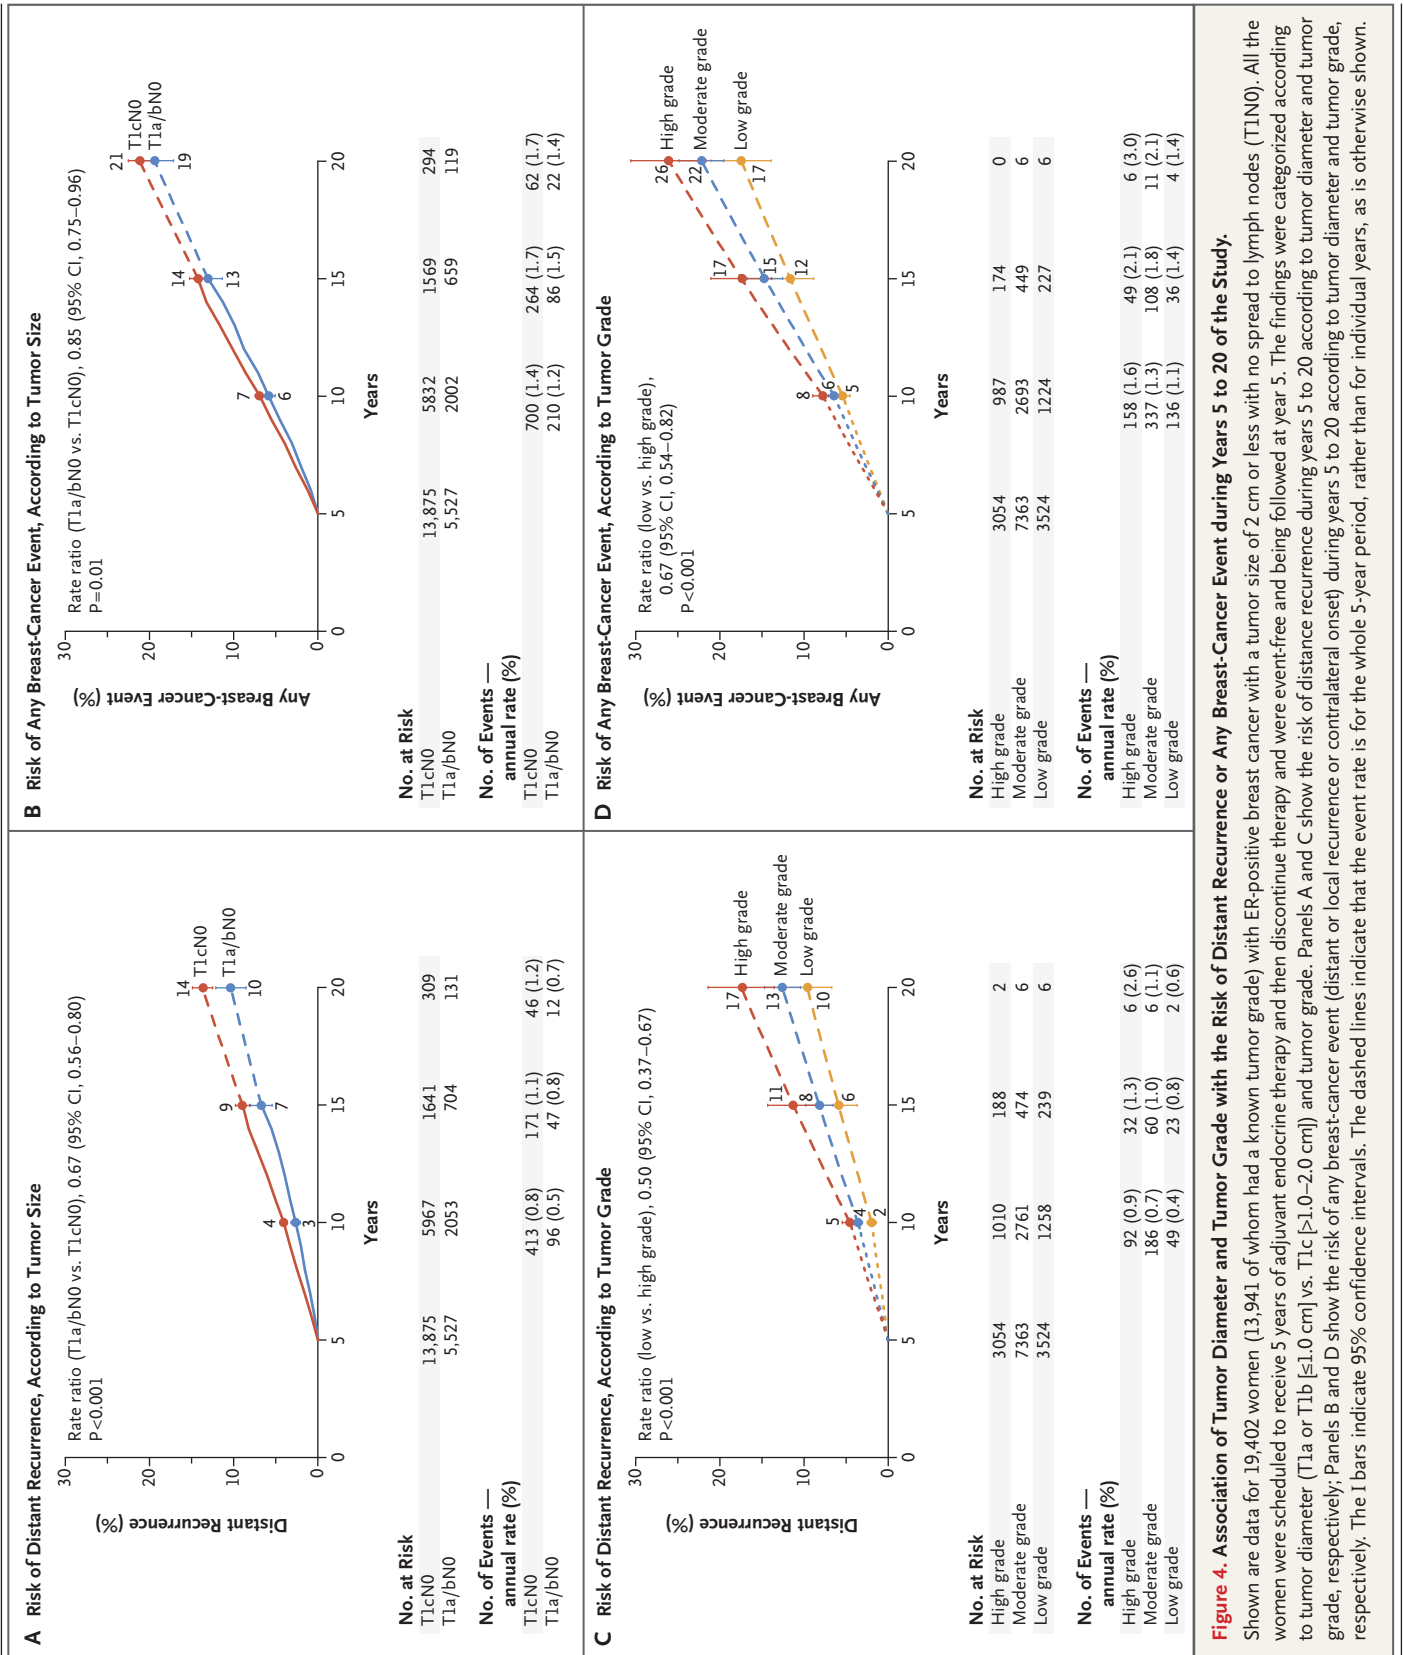 A Risk of Distant Recurrence, According to Tumor Size
Rate ratio (T1a/bN0 vs. T1cN0), 0.67 (95% CI, 0.56–0.80)
P<0.001
Distant Recurrence (%)
30
20
10
0
0 5 10 15 20
Years
4 9 14
3 7 10
T1cN0
T1a/bN0
No. at Risk
T1cN0 13,875 5967 1641 309
T1a/bN0 5,527 2053 704 131
No. of Events —
annual rate (%)
T1cN0 413 (0.8) 171 (1.1) 46 (1.2)
T1a/bN0 96 (0.5) 47 (0.8) 12 (0.7)
B Risk of Any Breast-Cancer Event, According to Tumor Size
Rate ratio (T1a/bN0 vs. T1cN0), 0.85 (95% CI, 0.75–0.96)
P=0.01
Any Breast-Cancer Event (%)
30
20
10
0
0 5 10 15 20
Years
7 14 21
6 13 19
T1cN0
T1a/bN0
No. at Risk
T1cN0 13,875 5832 1569 294
T1a/bN0 5,527 2002 659 119
No. of Events —
annual rate (%)
T1cN0 700 (1.4) 264 (1.7) 62 (1.7)
T1a/bN0 210 (1.2) 86 (1.5) 22 (1.4)
C Risk of Distant Recurrence, According to Tumor Grade
Rate ratio (low vs. high grade), 0.50 (95% CI, 0.37–0.67)
P<0.001
Distant Recurrence (%)
30
20
10
0
0 5 10 15 20
Years
5 11 17
4 8 13
2 6 10
High grade
Moderate grade
Low grade
No. at Risk
High grade 3054 1010 188 2
Moderate grade 7363 2761 474 6
Low grade 3524 1258 239 6
No. of Events —
annual rate (%)
High grade 92 (0.9) 32 (1.3) 6 (2.6)
Moderate grade 186 (0.7) 60 (1.0) 6 (1.1)
Low grade 49 (0.4) 23 (0.8) 2 (0.6)
D Risk of Any Breast-Cancer Event, According to Tumor Grade
Rate ratio (low vs. high grade),
0.67 (95% CI, 0.54–0.82)
P<0.001
Any Breast-Cancer Event (%)
30
20
10
0
0 5 10 15 20
Years
8 17 26
6 15 22
5 12 17
High grade
Moderate grade
Low grade
No. at Risk
High grade 3054 987 174 0
Moderate grade 7363 2693 449 6
Low grade 3524 1224 227 6
No. of Events —
annual rate (%)
High grade 158 (1.6) 49 (2.1) 6 (3.0)
Moderate grade 337 (1.3) 108 (1.8) 11 (2.1)
Low grade 136 (1.1) 36 (1.4) 4 (1.4)
Figure 4. Association of Tumor Diameter and Tumor Grade with the Risk of Distant Recurrence or Any Breast-Cancer Event during Years 5 to 20 of the Study.
Shown are data for 19,402 women (13,941 of whom had a known tumor grade) with ER-positive breast cancer with a tumor size of 2 cm or less with no spread to lymph nodes (T1N0). All the
women were scheduled to receive 5 years of adjuvant endocrine therapy and then discontinue therapy and were event-free and being followed at year 5. The findings were categorized according
to tumor diameter (T1a or T1b [≤1.0 cm] vs. T1c [>1.0–2.0 cm]) and tumor grade. Panels A and C show the risk of distance recurrence during years 5 to 20 according to tumor diameter and tumor
grade, respectively; Panels B and D show the risk of any breast-cancer event (distant or local recurrence or contralateral onset) during years 5 to 20 according to tumor diameter and tumor grade,
respectively. The I bars indicate 95% confidence intervals. The dashed lines indicate that the event rate is for the whole 5-year period, rather than for individual years, as is otherwise shown.